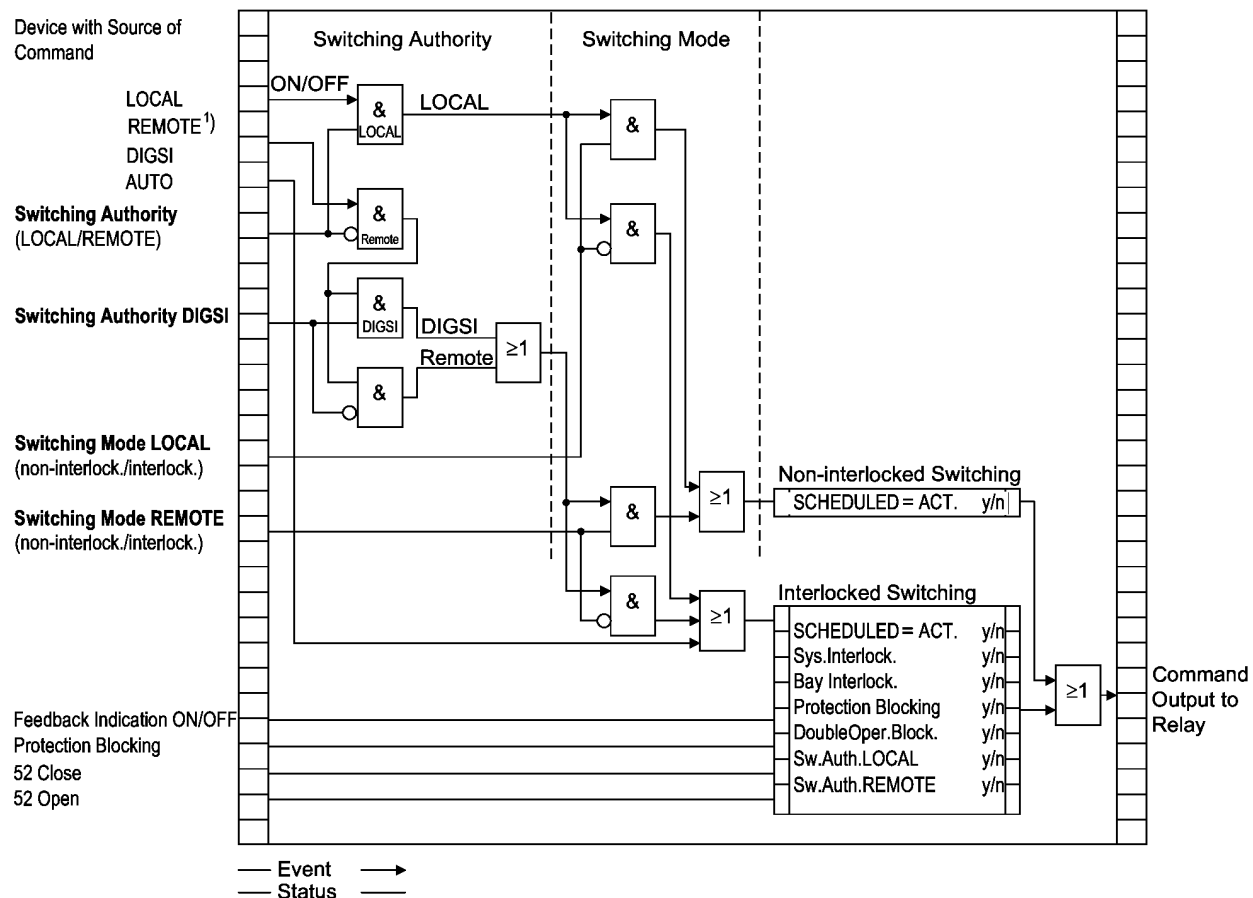 Device with Source of
Command
Switching Authority
Switching Mode
ON/OFF
LOCAL
REMOTE 1)
DIGSI
AUTO
&
LOCAL
LOCAL
&
&
Remote
&
Switching Authority
(LOCAL/REMOTE)
Switching Authority DIGSI
&
DIGSI
DIGSI
Remote
≥1
&
Switching Mode LOCAL
(non-interlock./interlock.)
Switching Mode REMOTE
(non-interlock./interlock.)
&
≥1
Non-interlocked Switching
SCHEDULED = ACT. y/n
&
≥1
Interlocked Switching
SCHEDULED = ACT. y/n
Sys.Interlock. y/n
Bay Interlock. y/n
Protection Blocking y/n
DoubleOper.Block. y/n
Sw.Auth.LOCAL y/n
Sw.Auth.REMOTE y/n
≥1
Command
Output to
Relay
Feedback Indication ON/OFF
Protection Blocking
52 Close
52 Open
Event
Status